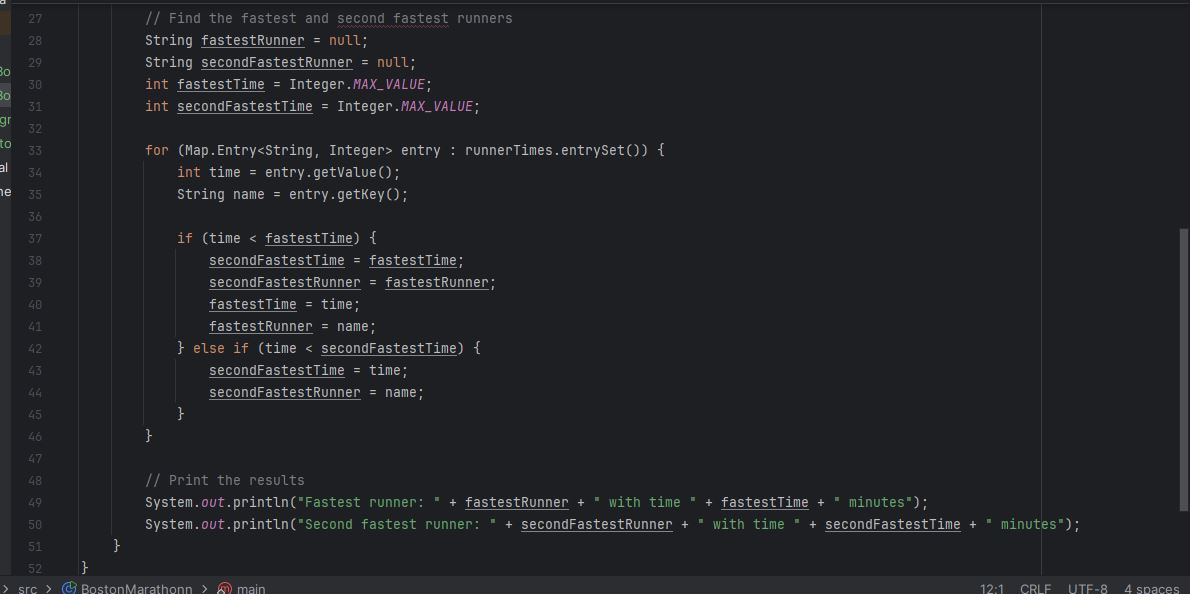 27 // Find the fastest and second fastest runners
28 String fastestRunner = null;
29 String secondFastestRunner = null;
30 int fastestTime = Integer.MAX_VALUE;
31 int secondFastestTime = Integer.MAX_VALUE;
32
33 for (Map.Entry<String, Integer> entry : runnerTimes.entrySet()) {
34 int time = entry.getValue();
35 String name = entry.getKey();
36
37 if (time < fastestTime) {
38 secondFastestTime = fastestTime;
39 secondFastestRunner = fastestRunner;
40 fastestTime = time;
41 fastestRunner = name;
42 } else if (time < secondFastestTime) {
43 secondFastestTime = time;
44 secondFastestRunner = name;
45 }
46 }
47
48 // Print the results
49 System.out.println("Fastest runner: " + fastestRunner + " with time " + fastestTime + " minutes");
50 System.out.println("Second fastest runner: " + secondFastestRunner + " with time " + secondFastestTime + " minutes");
51 }
52 }
> src > BostonMarathonn > main 12:1 CRLF UTF-8 4 spaces